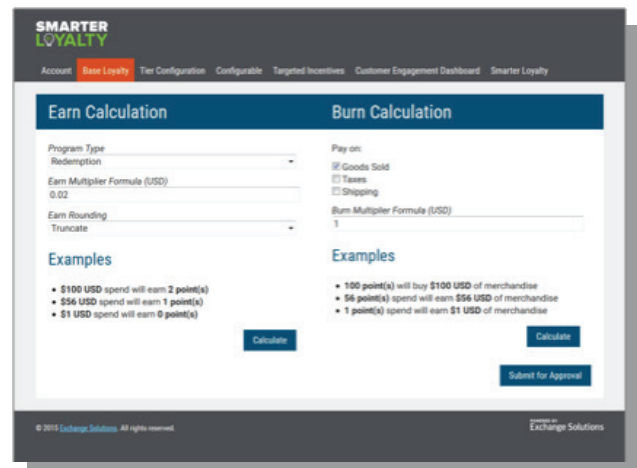 SMARTER
LOYALTY
Account Base Loyalty Tier Configuration Configurable Targeted Incentives Customer Engagement Dashboard Smarter Loyalty
Earn Calculation
Program Type
Redemption
Earn Multiplier Formula (USD)
0.02
Earn Rounding
Truncate
Examples
• $100 USD spend will earn 2 point(s)
• $56 USD spend will earn 1 point(s)
• $1 USD spend will earn 0 point(s)
Calculate
Burn Calculation
Pay on:
Goods Sold
Taxes
Shipping
Burn Multiplier Formula (USD)
1
Examples
• 100 point(s) will buy $100 USD of merchandise
• 56 point(s) spend will earn $56 USD of merchandise
• 1 point(s) spend will earn $1 USD of merchandise
Calculate
Submit for Approval
© 2015 Exchange Solutions. All rights reserved.
POWERED BY
Exchange Solutions